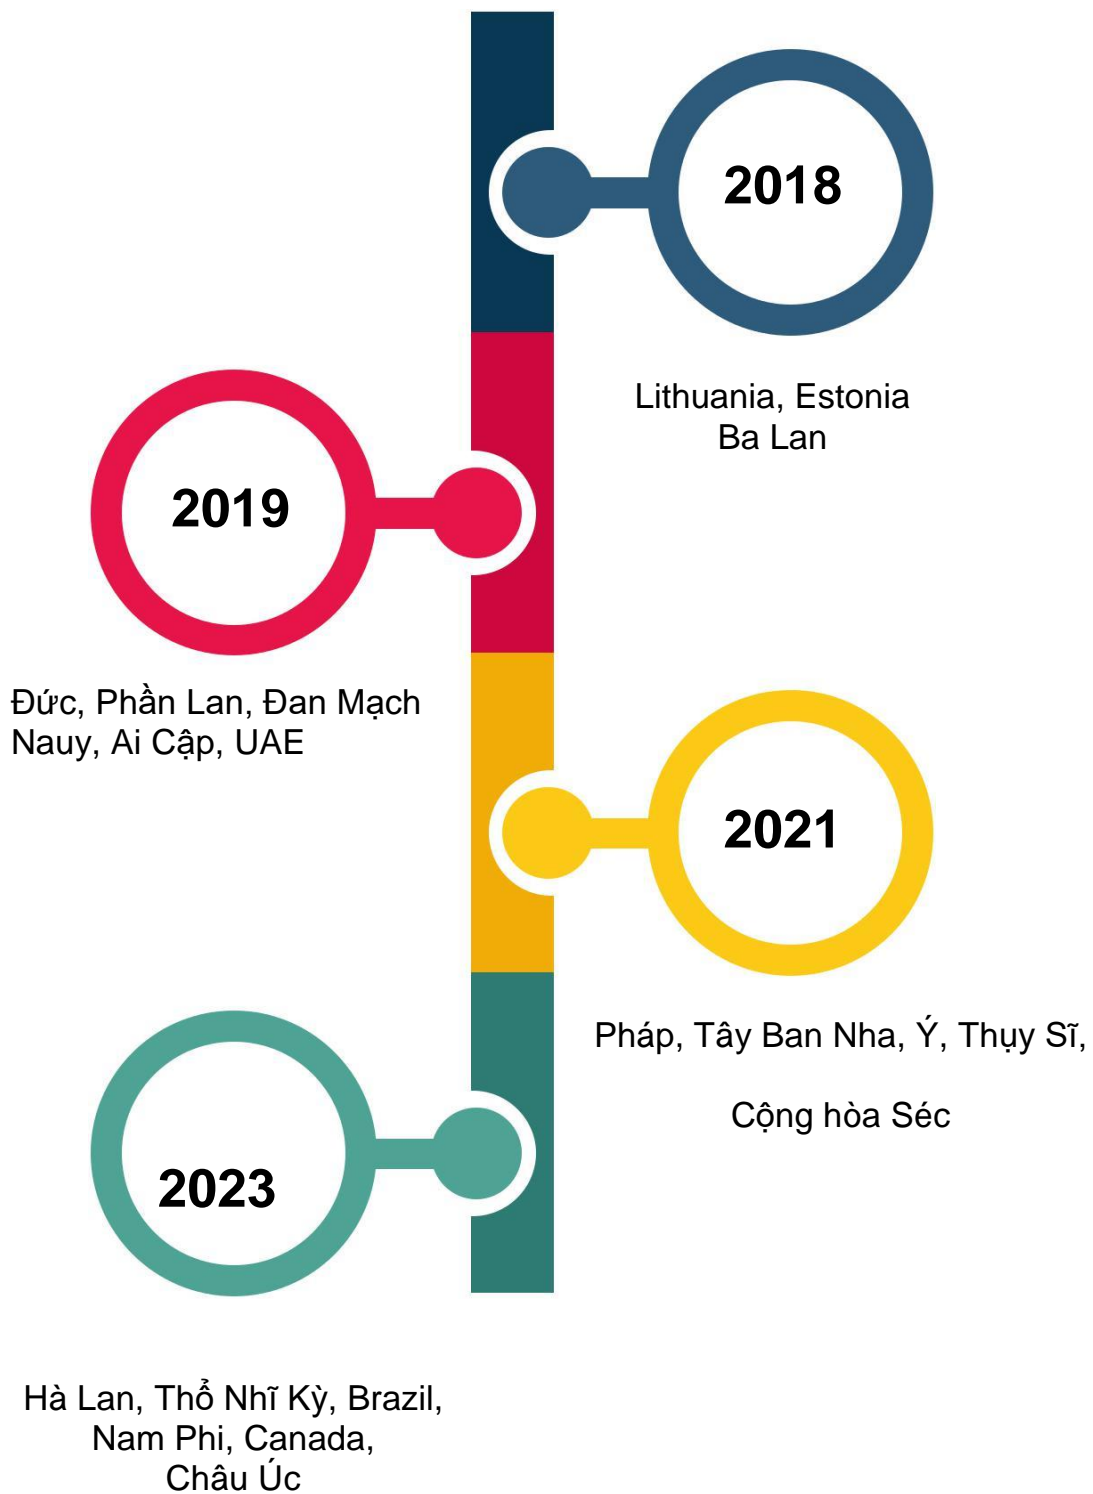 2018
Lithuania, Estonia
Ba Lan
2019
Đức, Phần Lan, Đan Mạch
Nauy, Ai Cập, UAE
2021
Pháp, Tây Ban Nha, Ý, Thụy Sĩ,
Cộng hòa Séc
2023
Hà Lan, Thổ Nhĩ Kỳ, Brazil,
Nam Phi, Canada,
Châu Úc